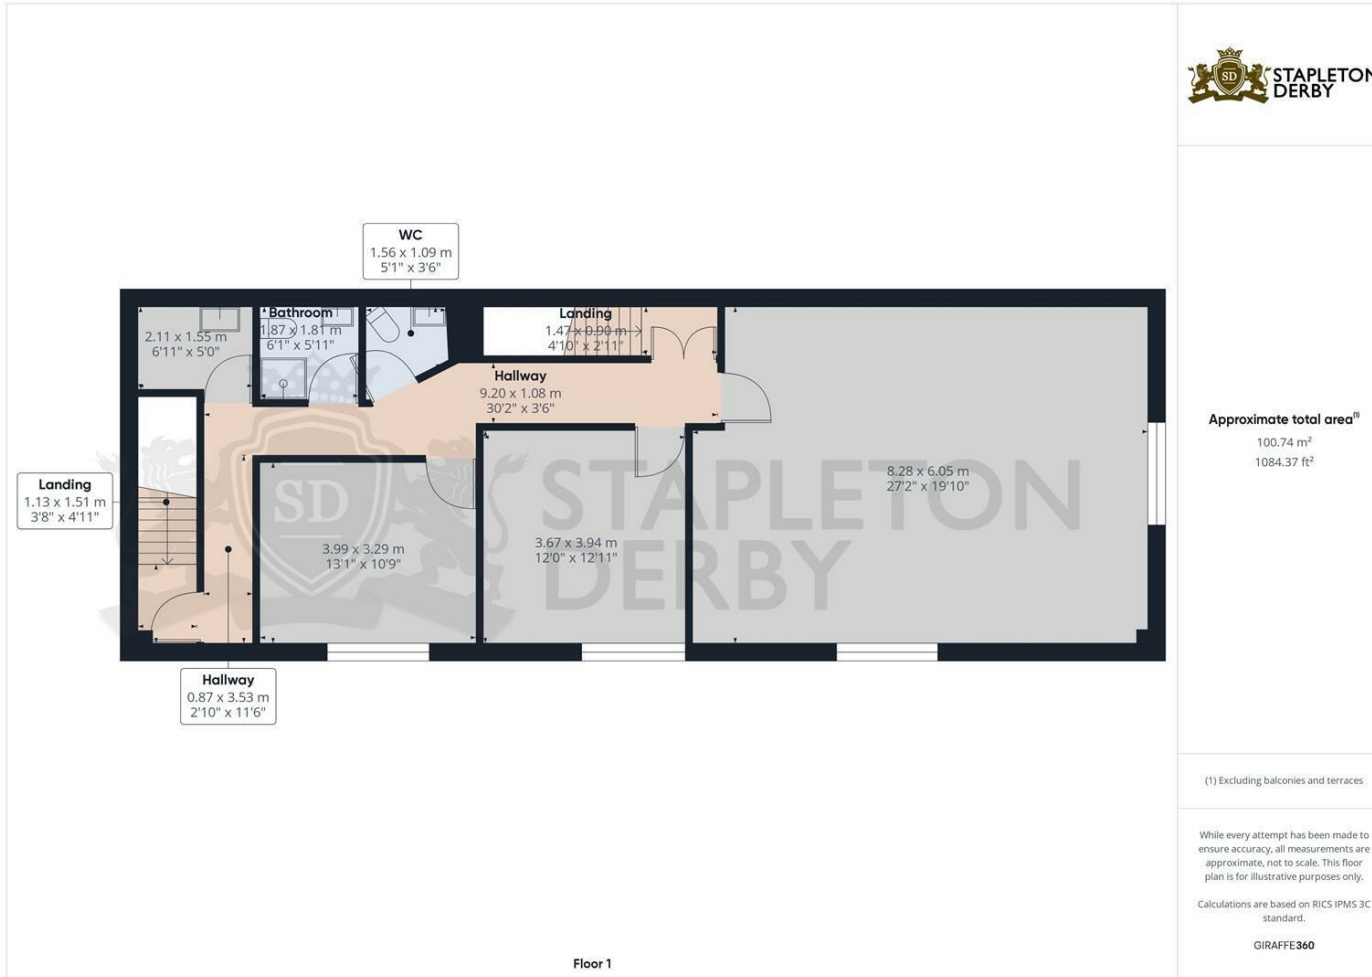 STAPLETON
DERBY
SD
WC
1.56 x 1.09 m
5'1" x 3'6"
2.11 x 1.55 m
6'11" x 5'0"
Bathroom
1.87 x 1.81 m
6'1" x 5'11"
Landing
1.47 x 0.90 m
4'10" x 2'11"
Hallway
9.20 x 1.08 m
30'2" x 3'6"
Landing
1.13 x 1.51 m
3'8" x 4'11"
3.99 x 3.29 m
13'1" x 10'9"
3.67 x 3.94 m
12'0" x 12'11"
8.28 x 6.05 m
27'2" x 19'10"
SD
STAPLETON
DERBY
Hallway
0.87 x 3.53 m
2'10" x 11'6"
Floor 1
Approximate total area⁽¹⁾
100.74 m²
1084.37 ft²
(1) Excluding balconies and terraces
While every attempt has been made to
ensure accuracy, all measurements are
approximate, not to scale. This floor
plan is for illustrative purposes only.
Calculations are based on RICS IPMS 3C
standard.
GIRAFFE360